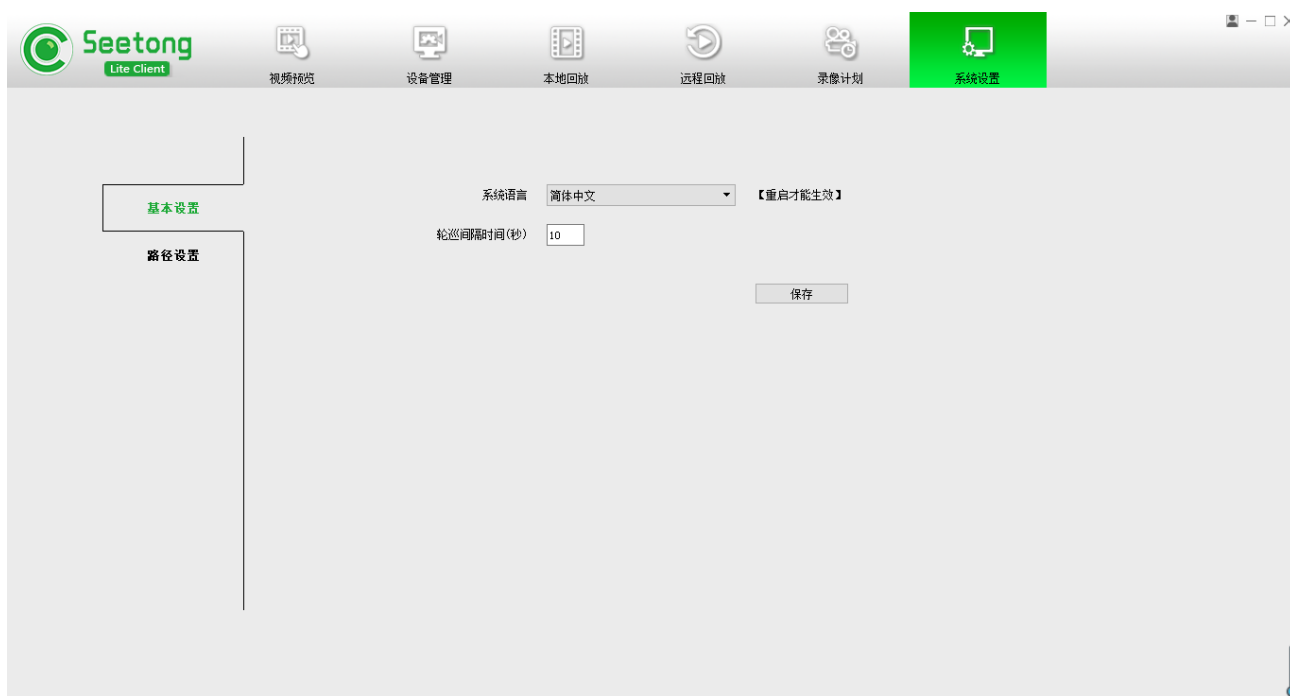 Seetong
Lite Client
视频预览
设备管理
本地回放
远程回放
录像计划
系统设置
基本设置
路径设置
系统语言 简体中文 【重启才能生效】
轮巡间隔时间(秒) 10
保存